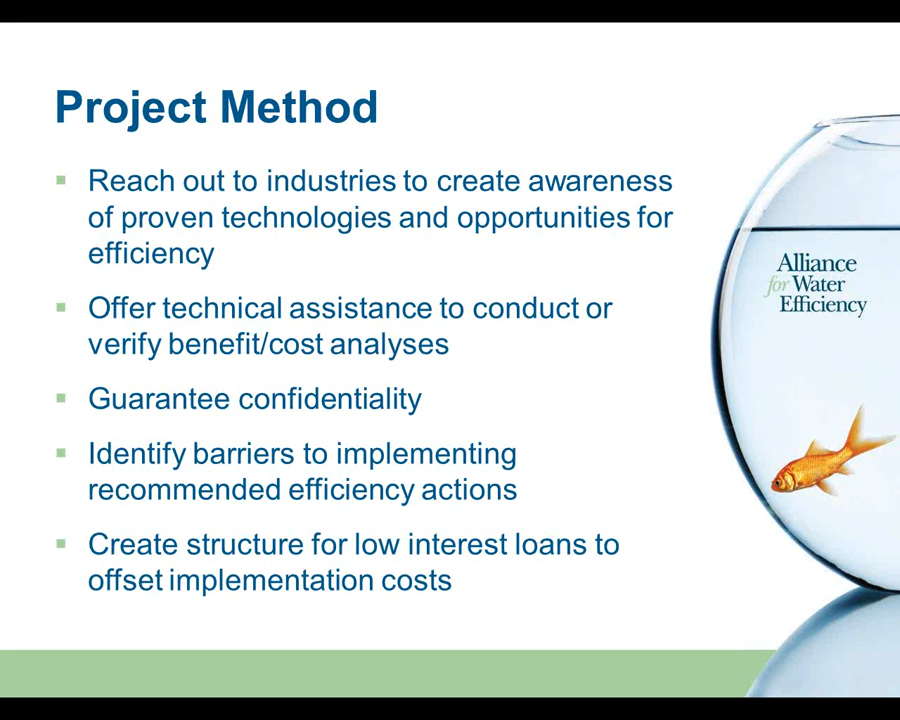 Project Method
Reach out to industries to create awareness
of proven technologies and opportunities for
efficiency
Offer technical assistance to conduct or
verify benefit/cost analyses
Guarantee confidentiality
Identify barriers to implementing
recommended efficiency actions
Create structure for low interest loans to
offset implementation costs
Alliance
for Water
Efficiency